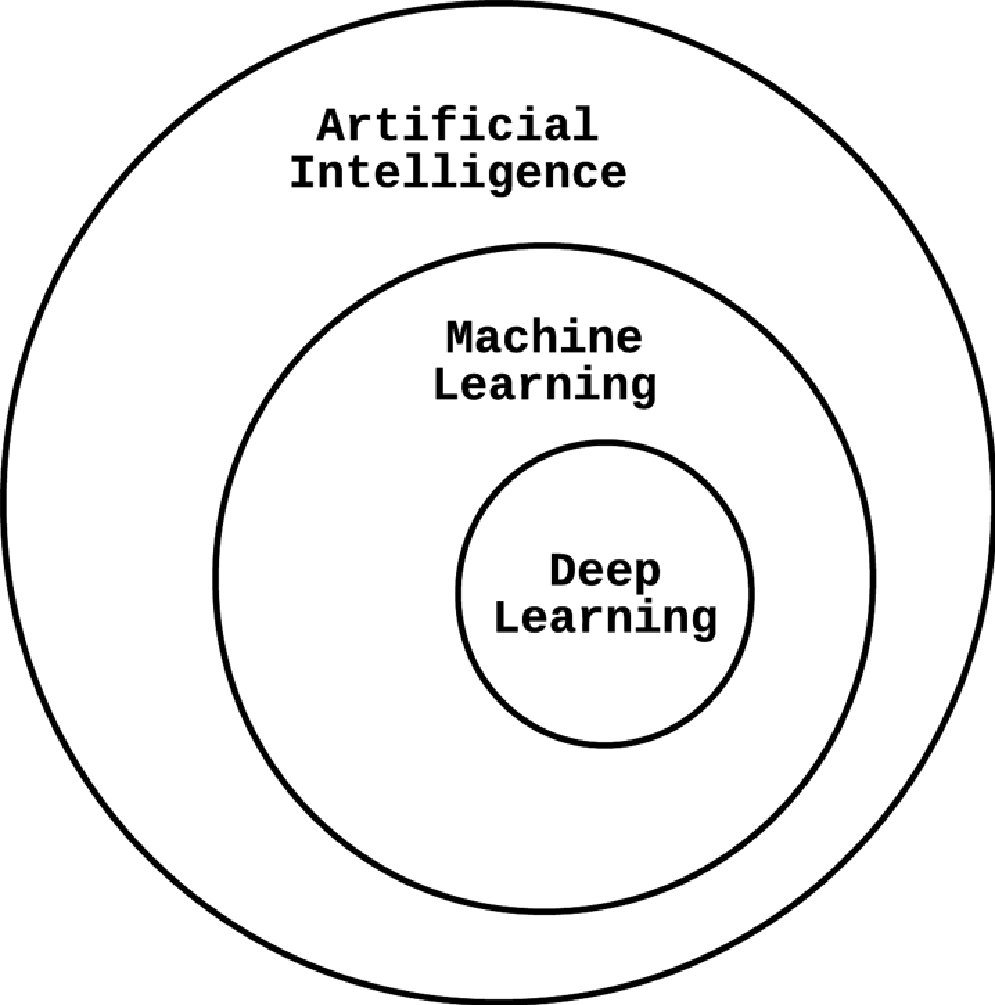 Artificial
Intelligence
Machine
Learning
Deep
Learning